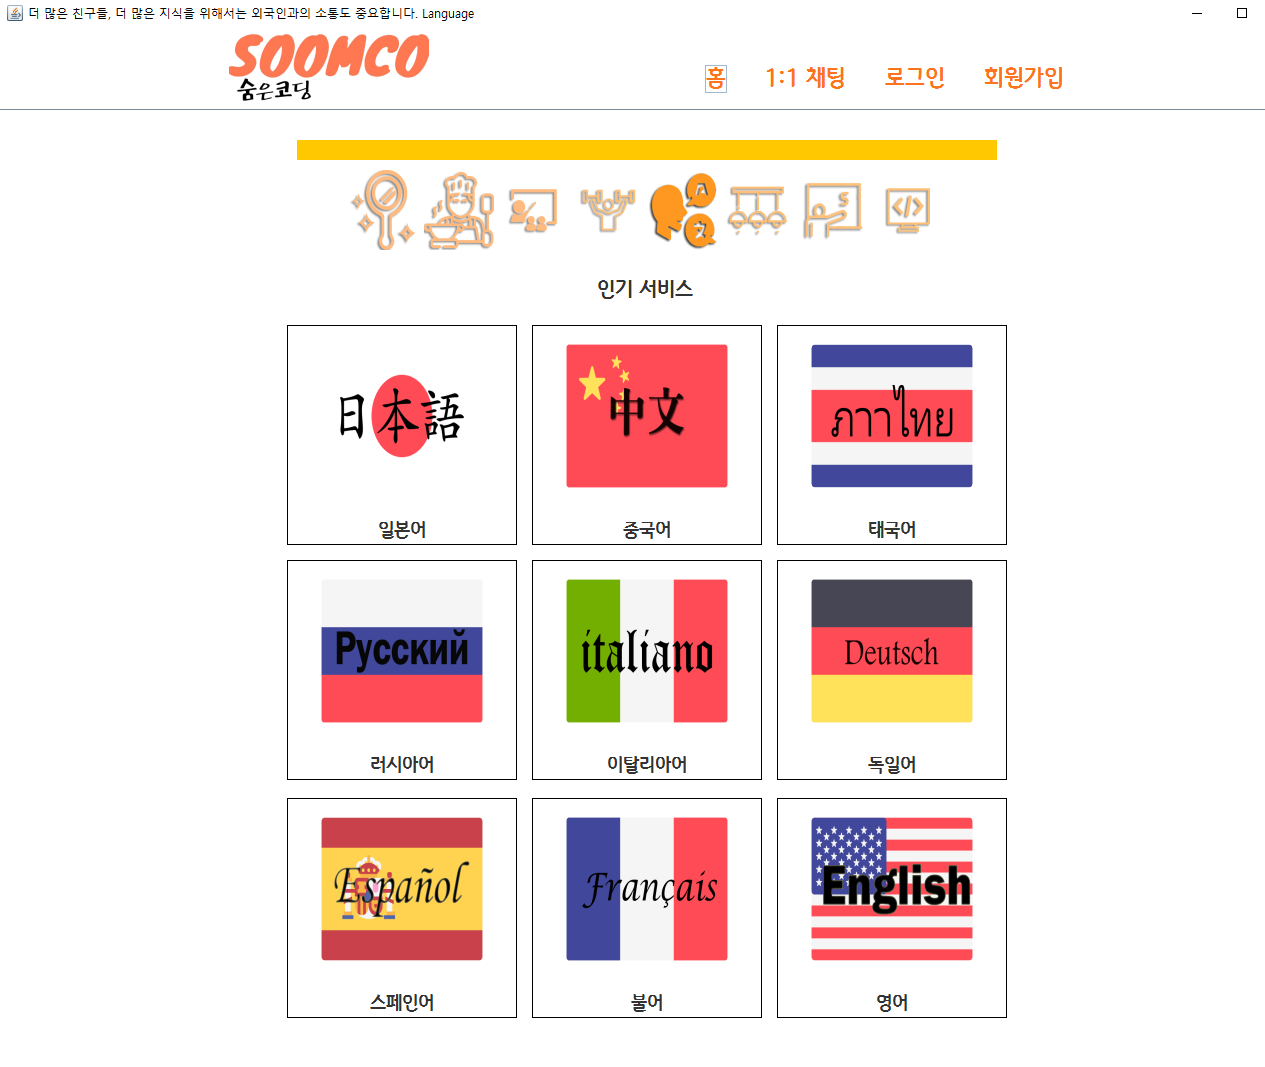 더 많은 친구들, 더 많은 지식을 위해서는 외국인과의 소통도 중요합니다. Language
SOOMCO
숨은코딩
홈 1:1 채팅 로그인 회원가입
A
文
S
</>
인기 서비스
日本語
中文
ภาาไทย
일본어
중국어
태국어
Русский
italiano
Deutsch
러시아어
이탈리아어
독일어
Español
Français
English
스페인어
불어
영어